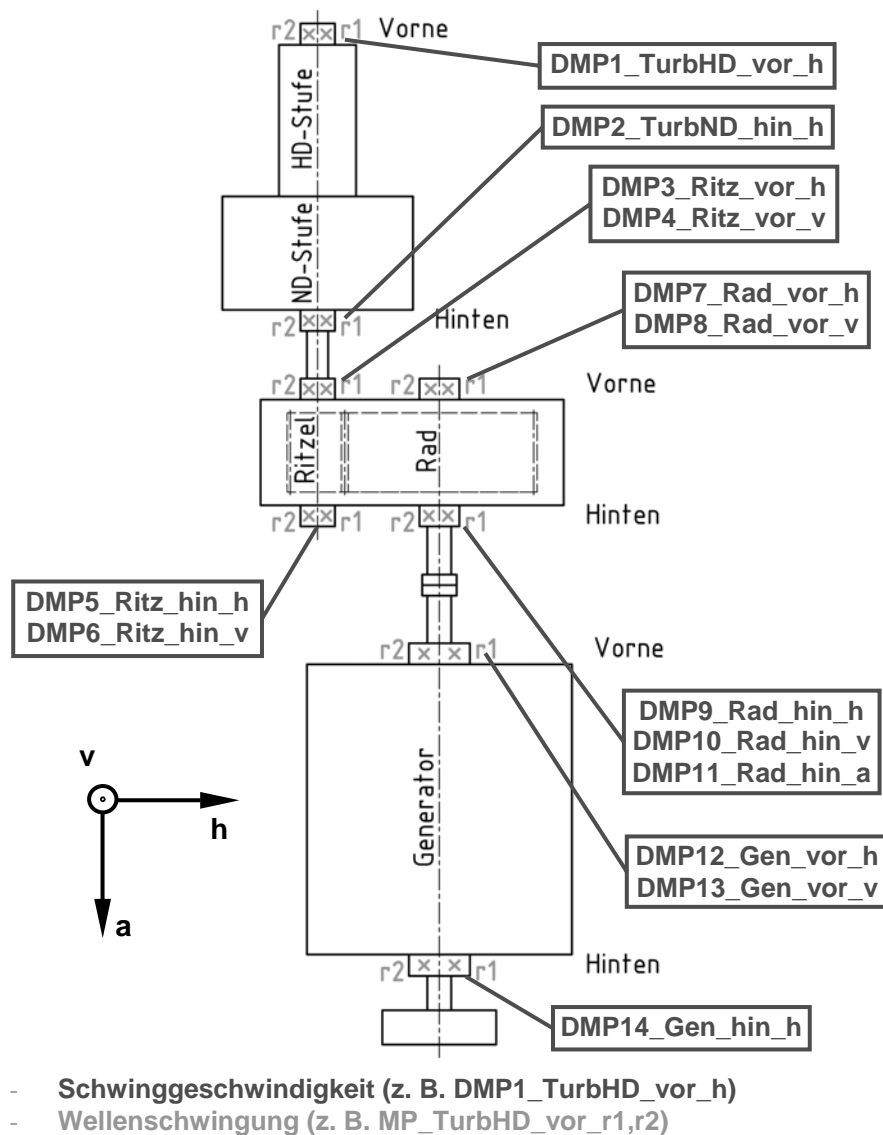 r2 r1 Vorne
DMP1_TurbHD_vor_h
HD-Stufe
DMP2_TurbND_hin_h
DMP3_Ritz_vor_h
DMP4_Ritz_vor_v
ND-Stufe
DMP7_Rad_vor_h
DMP8_Rad_vor_v
r2 r1 Hinten
r2 r1 r2 r1 Vorne
Ritzel
Rad
r2 r1 r2 r1 Hinten
DMP5_Ritz_hin_h
DMP6_Ritz_hin_v
r2 r1 Vorne
DMP9_Rad_hin_h
DMP10_Rad_hin_v
DMP11_Rad_hin_a
v
h
a
Generator
DMP12_Gen_vor_h
DMP13_Gen_vor_v
r2 r1 Hinten
DMP14_Gen_hin_h
- Schwinggeschwindigkeit (z. B. DMP1_TurbHD_vor_h)
- Wellenschwingung (z. B. MP_TurbHD_vor_r1,r2)